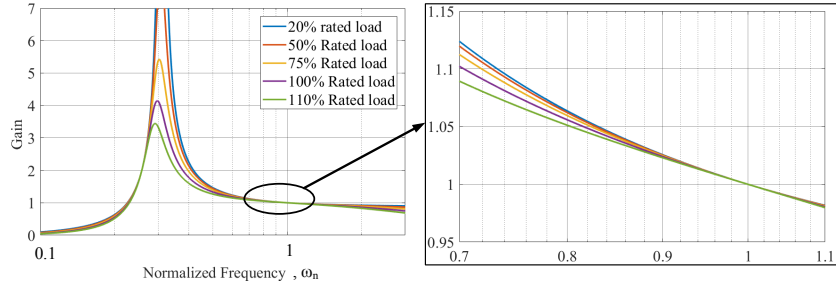 7
6
5
4
3
2
1
0
Gain
0.1
1
Normalized Frequency , ωn
20% rated load
50% Rated load
75% Rated load
100% Rated load
110% Rated load
1.15
1.1
1.05
1
0.95
0.7
0.8
0.9
1
1.1